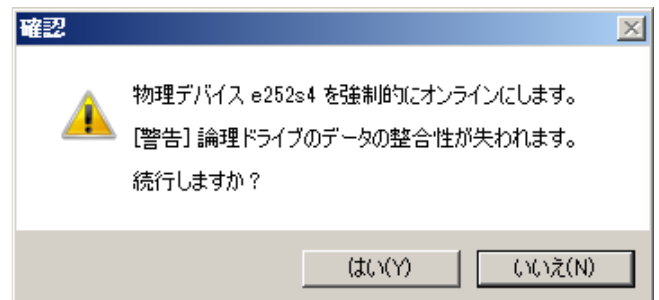 確認
物理デバイス e252s4 を強制的にオンラインにします。
[警告] 論理ドライブのデータの整合性が失われます。
続行しますか？
はい(Y)
いいえ(N)